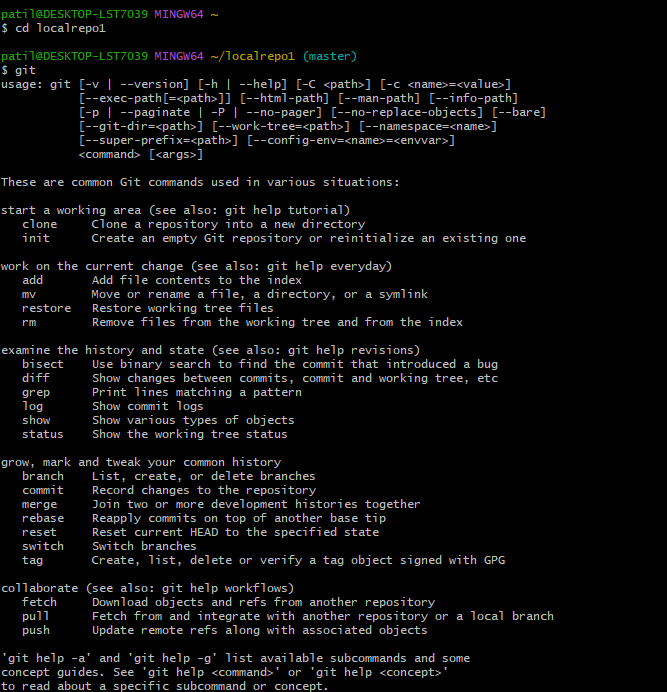 patil@DESKTOP-LST7O39 MINGW64 ~
$ cd localrepo1

patil@DESKTOP-LST7O39 MINGW64 ~/localrepo1 (master)
$ git
usage: git [-v | --version] [-h | --help] [-C <path>] [-c <name>=<value>]
           [--exec-path[=<path>]] [--html-path] [--man-path] [--info-path]
           [-p | --paginate | -P | --no-pager] [--no-replace-objects] [--bare]
           [--git-dir=<path>] [--work-tree=<path>] [--namespace=<name>]
           [--super-prefix=<path>] [--config-env=<name>=<envvar>]
           <command> [<args>]

These are common Git commands used in various situations:

start a working area (see also: git help tutorial)
   clone     Clone a repository into a new directory
   init      Create an empty Git repository or reinitialize an existing one

work on the current change (see also: git help everyday)
   add       Add file contents to the index
   mv        Move or rename a file, a directory, or a symlink
   restore   Restore working tree files
   rm        Remove files from the working tree and from the index

examine the history and state (see also: git help revisions)
   bisect    Use binary search to find the commit that introduced a bug
   diff      Show changes between commits, commit and working tree, etc
   grep      Print lines matching a pattern
   log       Show commit logs
   show      Show various types of objects
   status    Show the working tree status

grow, mark and tweak your common history
   branch    List, create, or delete branches
   commit    Record changes to the repository
   merge     Join two or more development histories together
   rebase    Reapply commits on top of another base tip
   reset     Reset current HEAD to the specified state
   switch    Switch branches
   tag       Create, list, delete or verify a tag object signed with GPG

collaborate (see also: git help workflows)
   fetch     Download objects and refs from another repository
   pull      Fetch from and integrate with another repository or a local branch
   push      Update remote refs along with associated objects

'git help -a' and 'git help -g' list available subcommands and some
concept guides. See 'git help <command>' or 'git help <concept>'
to read about a specific subcommand or concept.